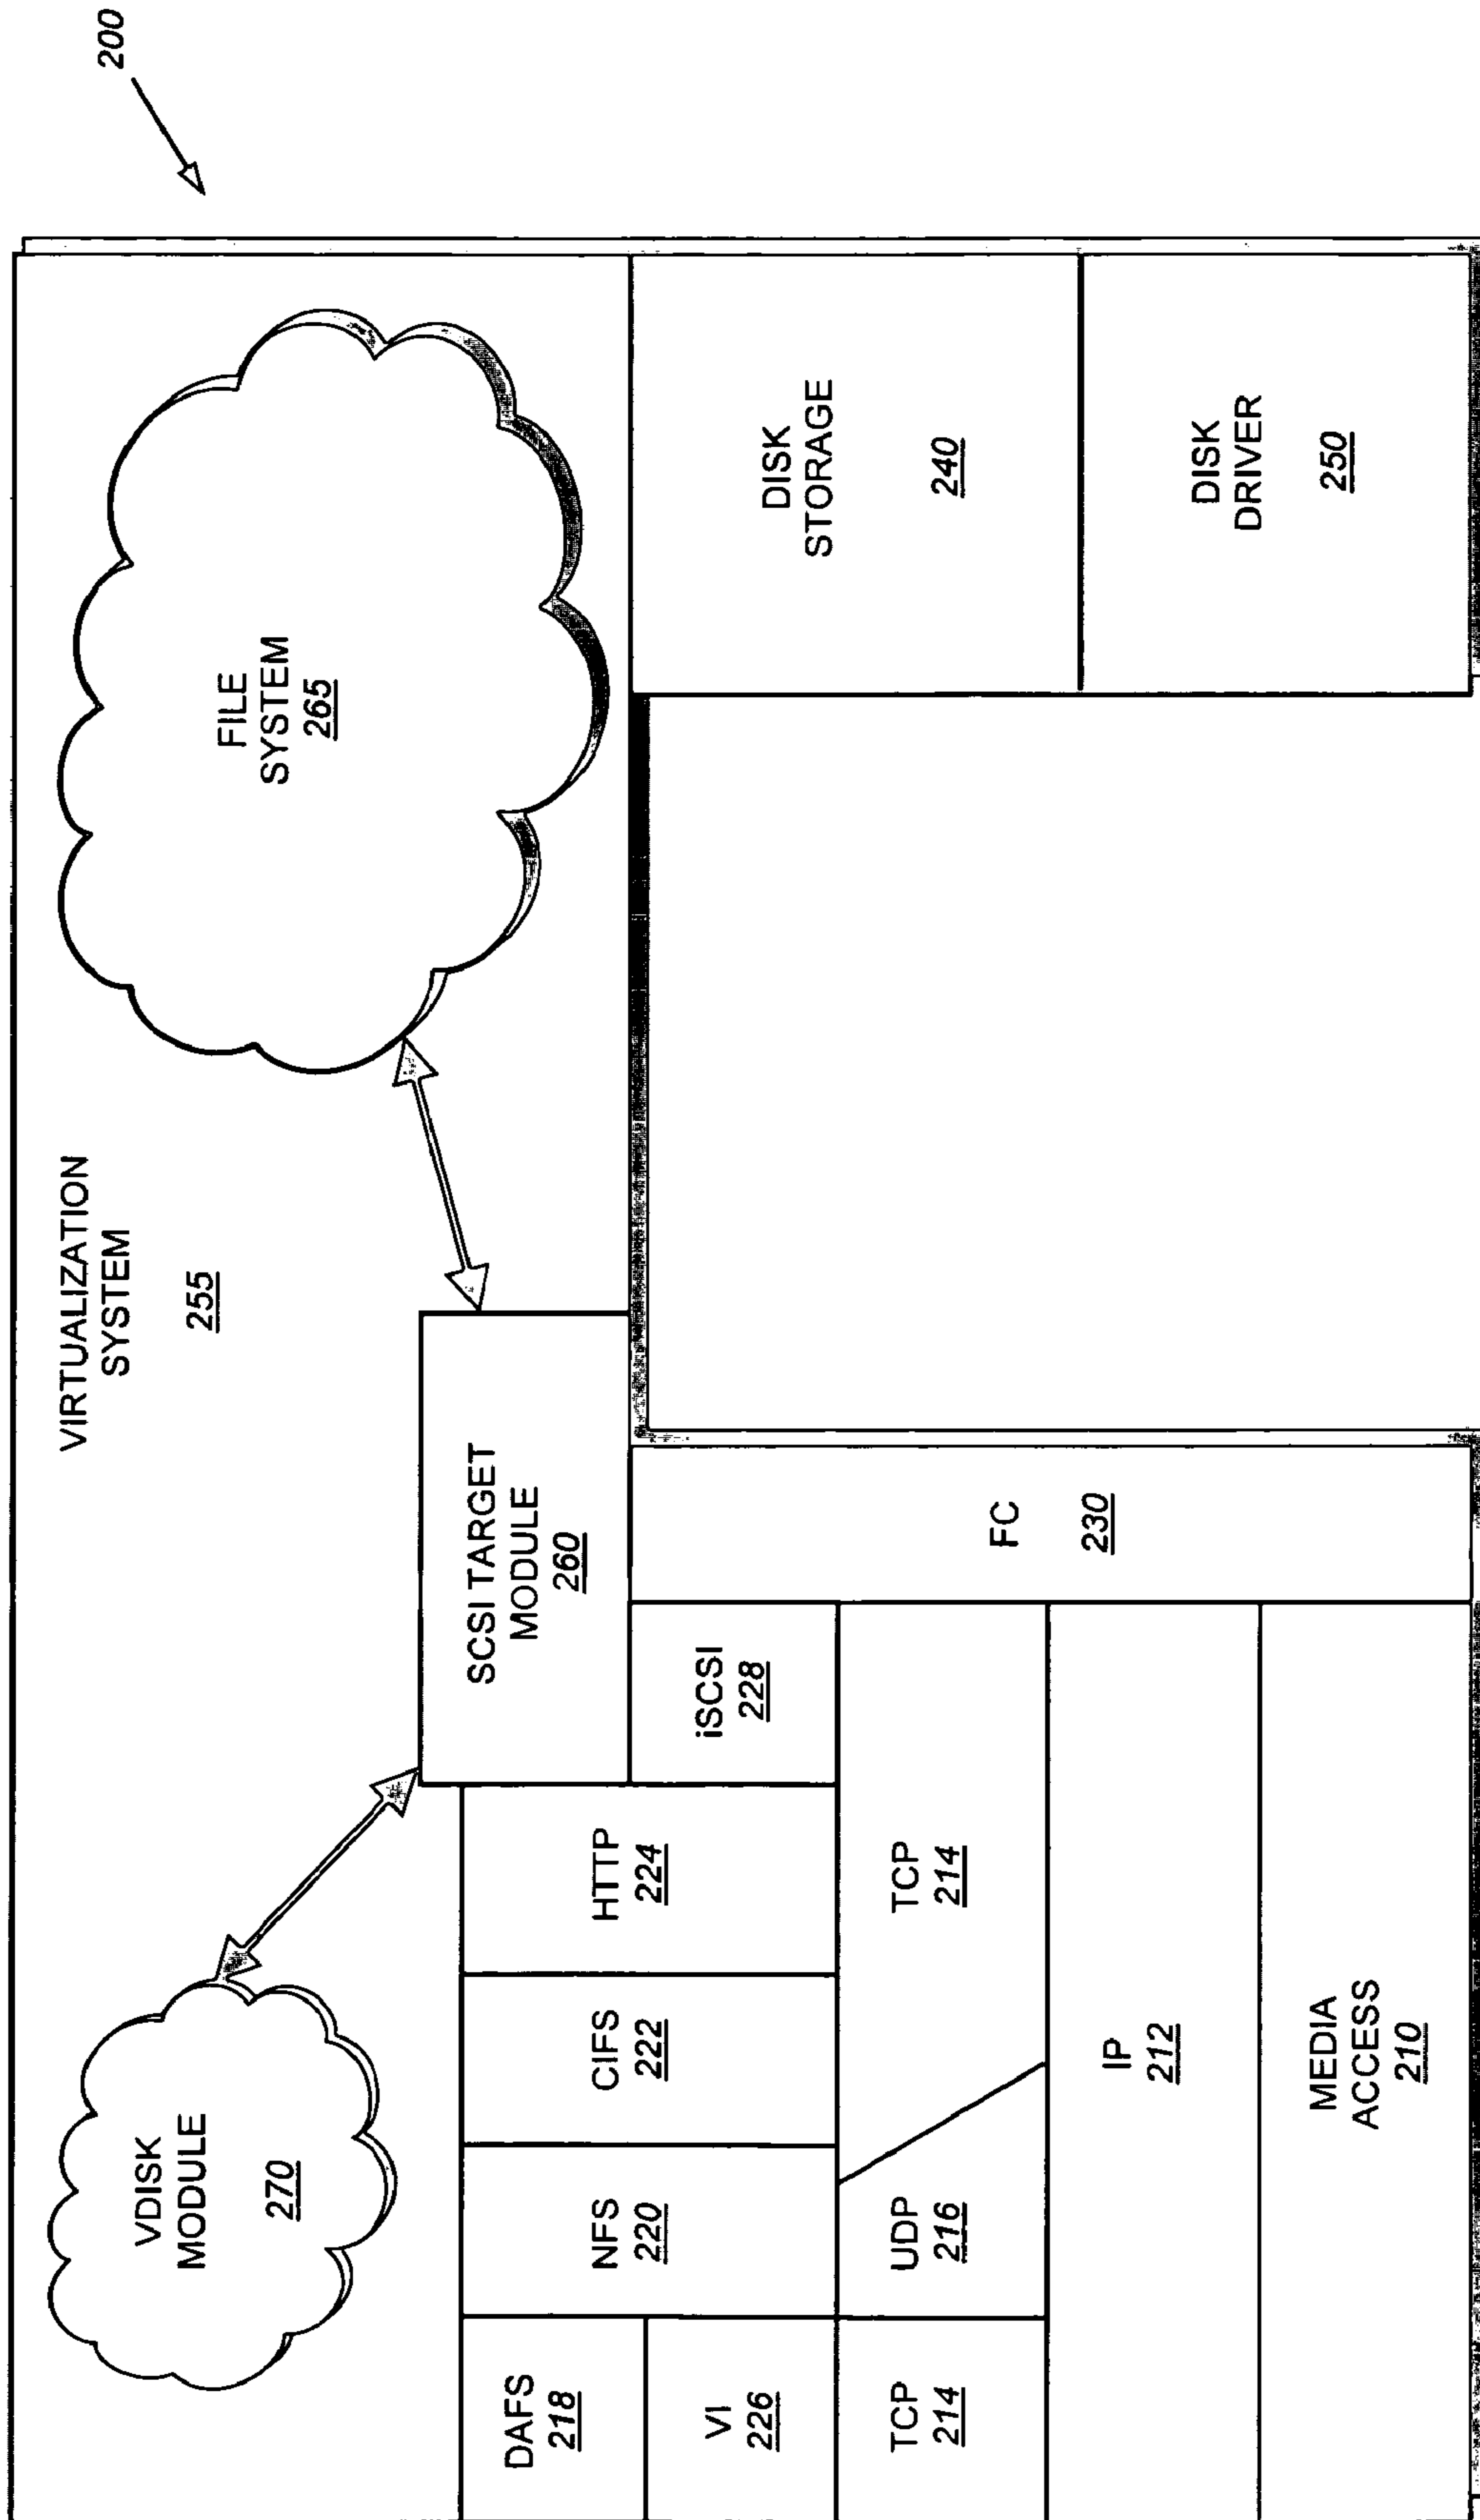 200
VIRTUALIZATION
SYSTEM
255
VDISK
MODULE
270
FILE
SYSTEM
265
SCSI TARGET
MODULE
260
DAFS
218
VI
226
NFS
220
CIFS
222
HTTP
224
iSCSI
228
TCP
214
UDP
216
TCP
214
IP
212
MEDIA
ACCESS
210
FC
230
DISK
STORAGE
240
DISK
DRIVER
250